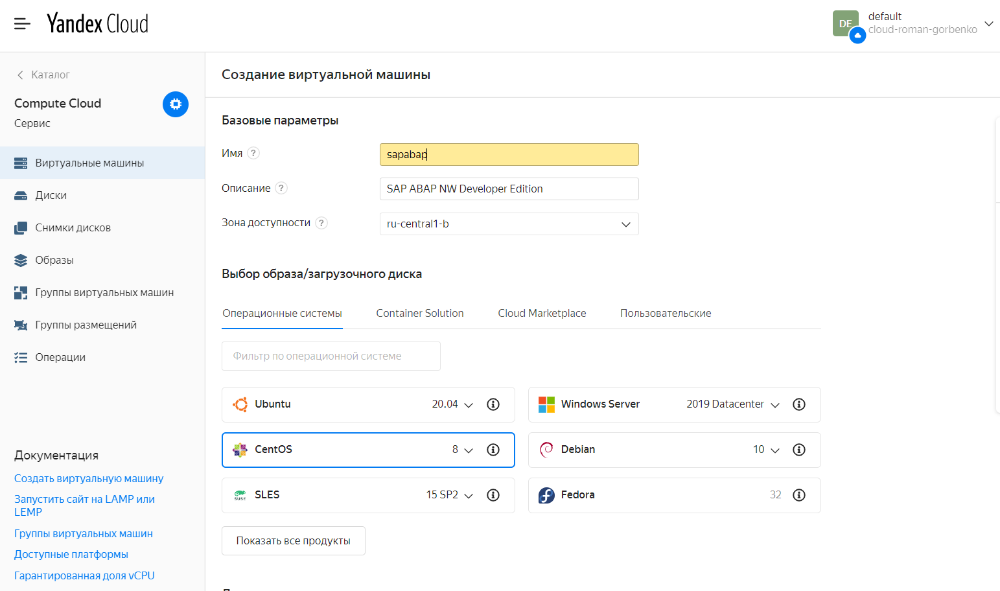 Yandex Cloud
DE
default
cloud-roman-gorbenko
Каталог
Compute Cloud
Сервис
Виртуальные машины
Диски
Снимки дисков
Образы
Группы виртуальных машин
Группы размещений
Операции
Документация
Создать виртуальную машину
Запустить сайт на LAMP или
LEMP
Группы виртуальных машин
Доступные платформы
Гарантированная доля vCPU
Создание виртуальной машины
Базовые параметры
Имя ?
sapabap
Описание ?
SAP ABAP NW Developer Edition
Зона доступности ?
ru-central1-b
Выбор образа/загрузочного диска
Операционные системы Container Solution Cloud Marketplace Пользовательские
Фильтр по операционной системе
Ubuntu 20.04
Windows Server 2019 Datacenter
CentOS 8
Debian 10
SUSE SLES 15 SP2
Fedora 32
Показать все продукты